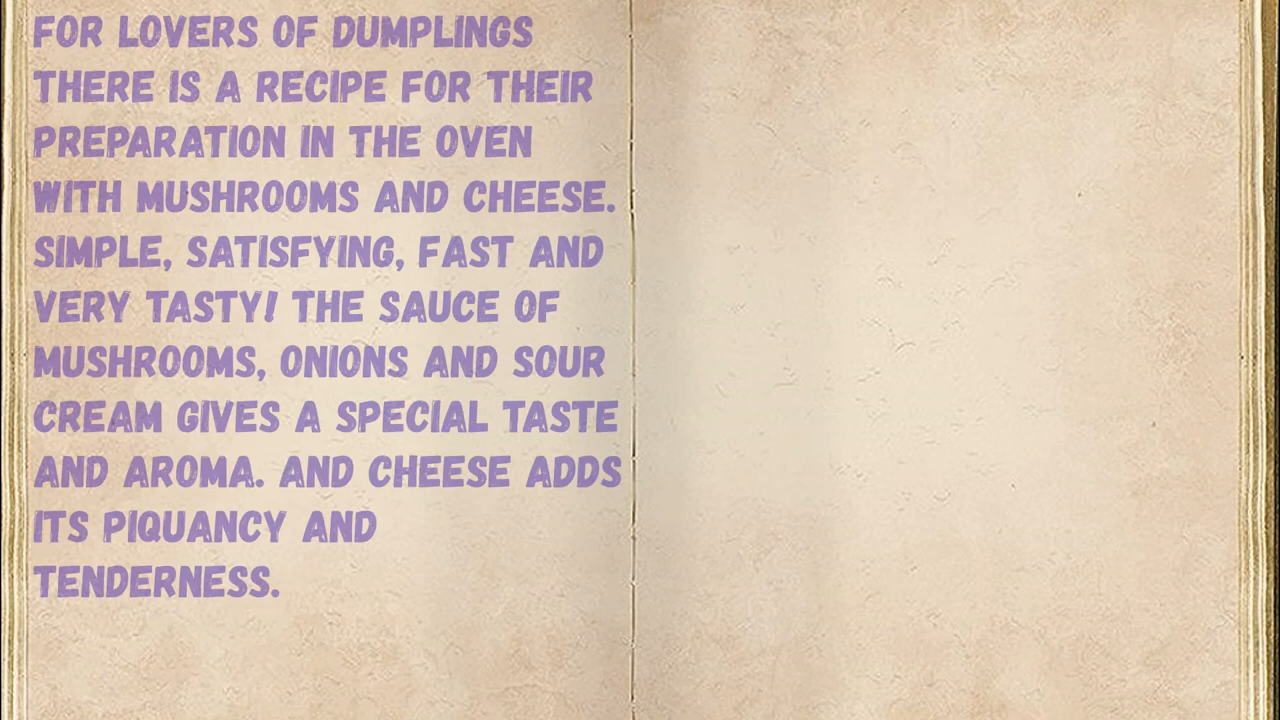 FOR LOVERS OF DUMPLINGS
THERE IS A RECIPE FOR THEIR
PREPARATION IN THE OVEN
WITH MUSHROOMS AND CHEESE.
SIMPLE, SATISFYING, FAST AND
VERY TASTY! THE SAUCE OF
MUSHROOMS, ONIONS AND SOUR
CREAM GIVES A SPECIAL TASTE
AND AROMA. AND CHEESE ADDS
ITS PIQUANCY AND
TENDERNESS.